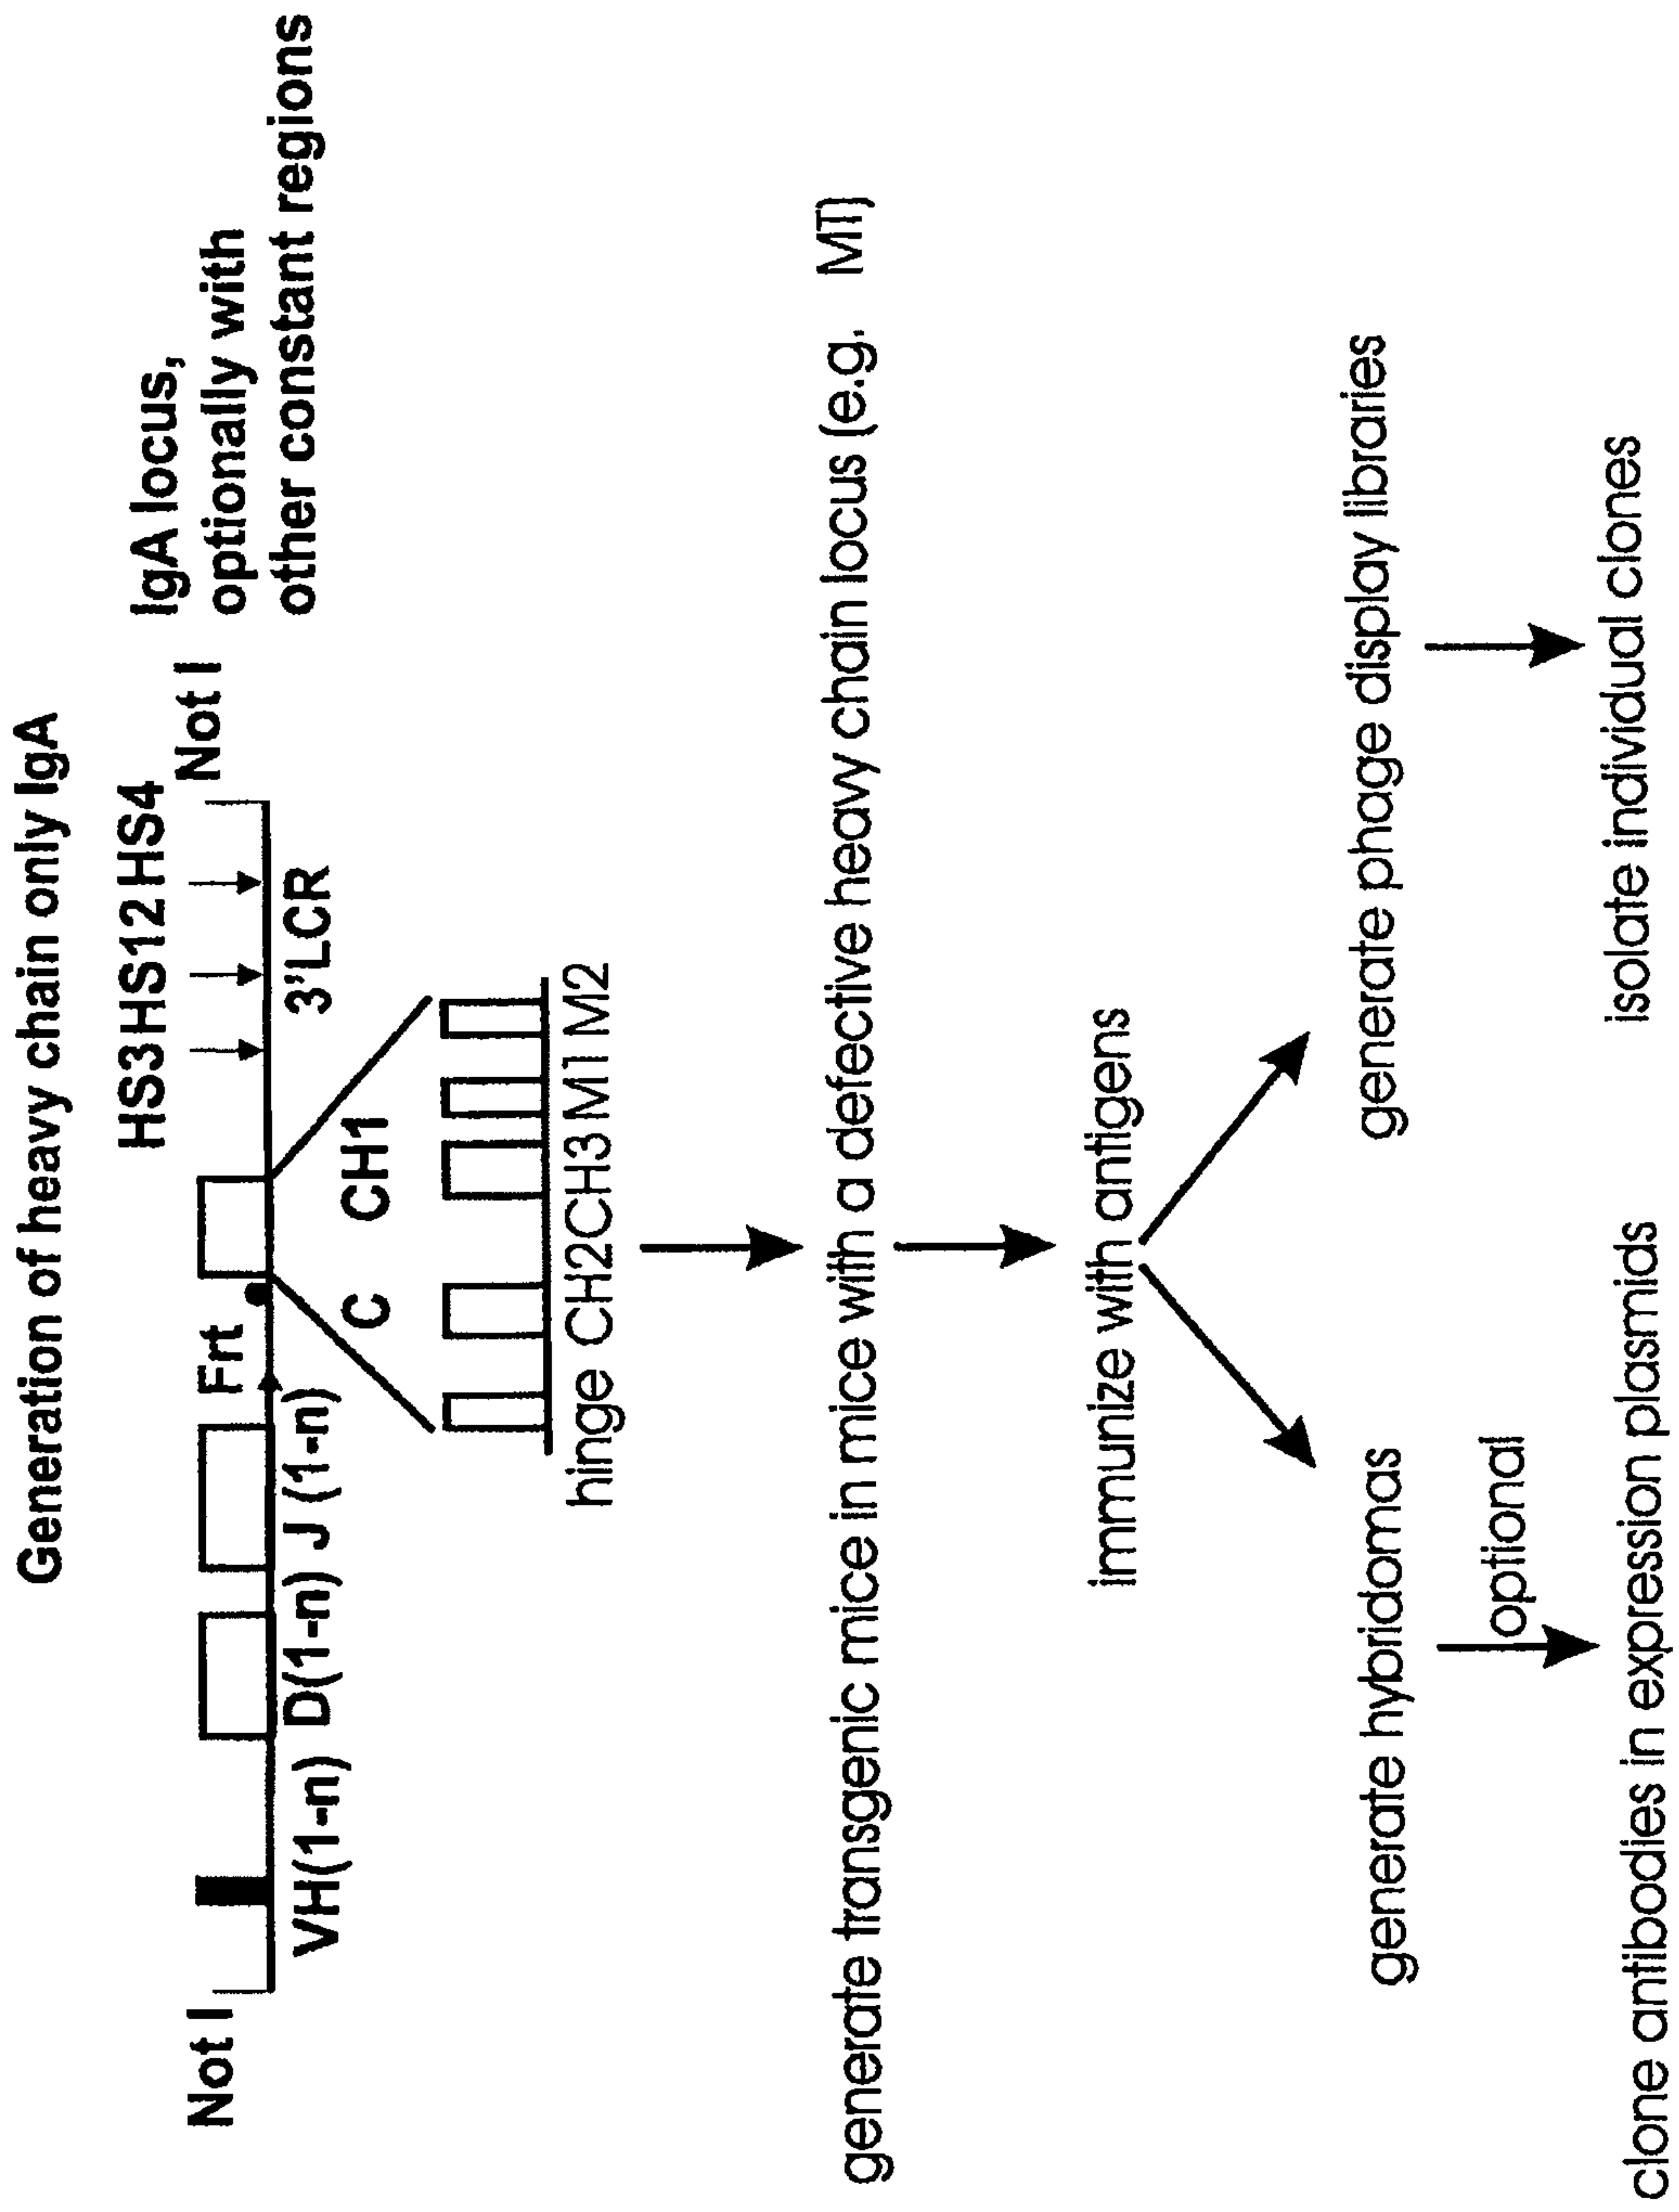 Generation of heavy chain only IgA
HS3 HS12 HS4
Not I
Not I
IgA locus,
optionally with
other constant regions
Frt
VH(1-n) D(1-n) J (1-n)
3'LCR
C CH1
hinge CH2 CH3 M1 M2
generate transgenic mice in mice with a defective heavy chain locus (e.g. MT)
immunize with antigens
generate hybridomas
generate phage display libraries
optional
isolate individual clones
clone antibodies in expression plasmids